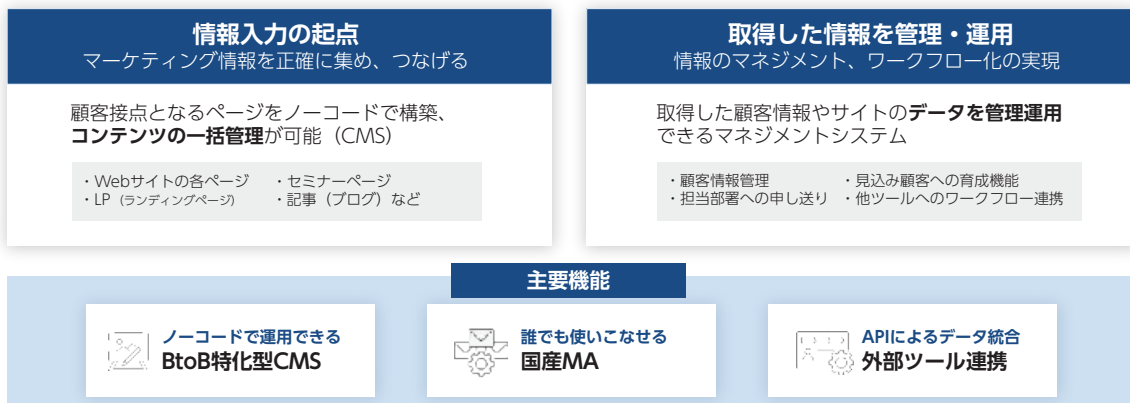 情報入力の起点
マーケティング情報を正確に集め、つなげる
顧客接点となるページをノーコードで構築、
コンテンツの一括管理が可能（CMS）
・Webサイトの各ページ ・セミナーページ
・LP（ランディングページ） ・記事（ブログ）など
取得した情報を管理・運用
情報のマネジメント、ワークフロー化の実現
取得した顧客情報やサイトのデータを管理運用
できるマネジメントシステム
・顧客情報管理 ・見込み顧客への育成機能
・担当部署への申し送り ・他ツールへのワークフロー連携
主要機能
ノーコードで運用できる
BtoB特化型CMS
誰でも使いこなせる
国産MA
APIによるデータ統合
外部ツール連携